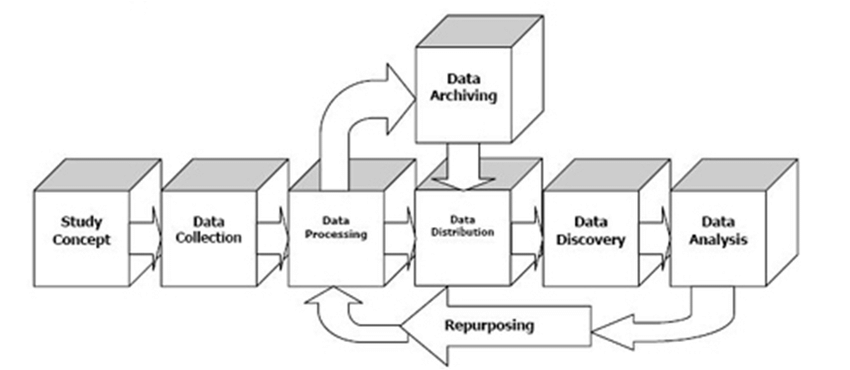 Data
Archiving
Study
Concept
Data
Collection
Data
Processing
Data
Distribution
Data
Discovery
Data
Analysis
Repurposing